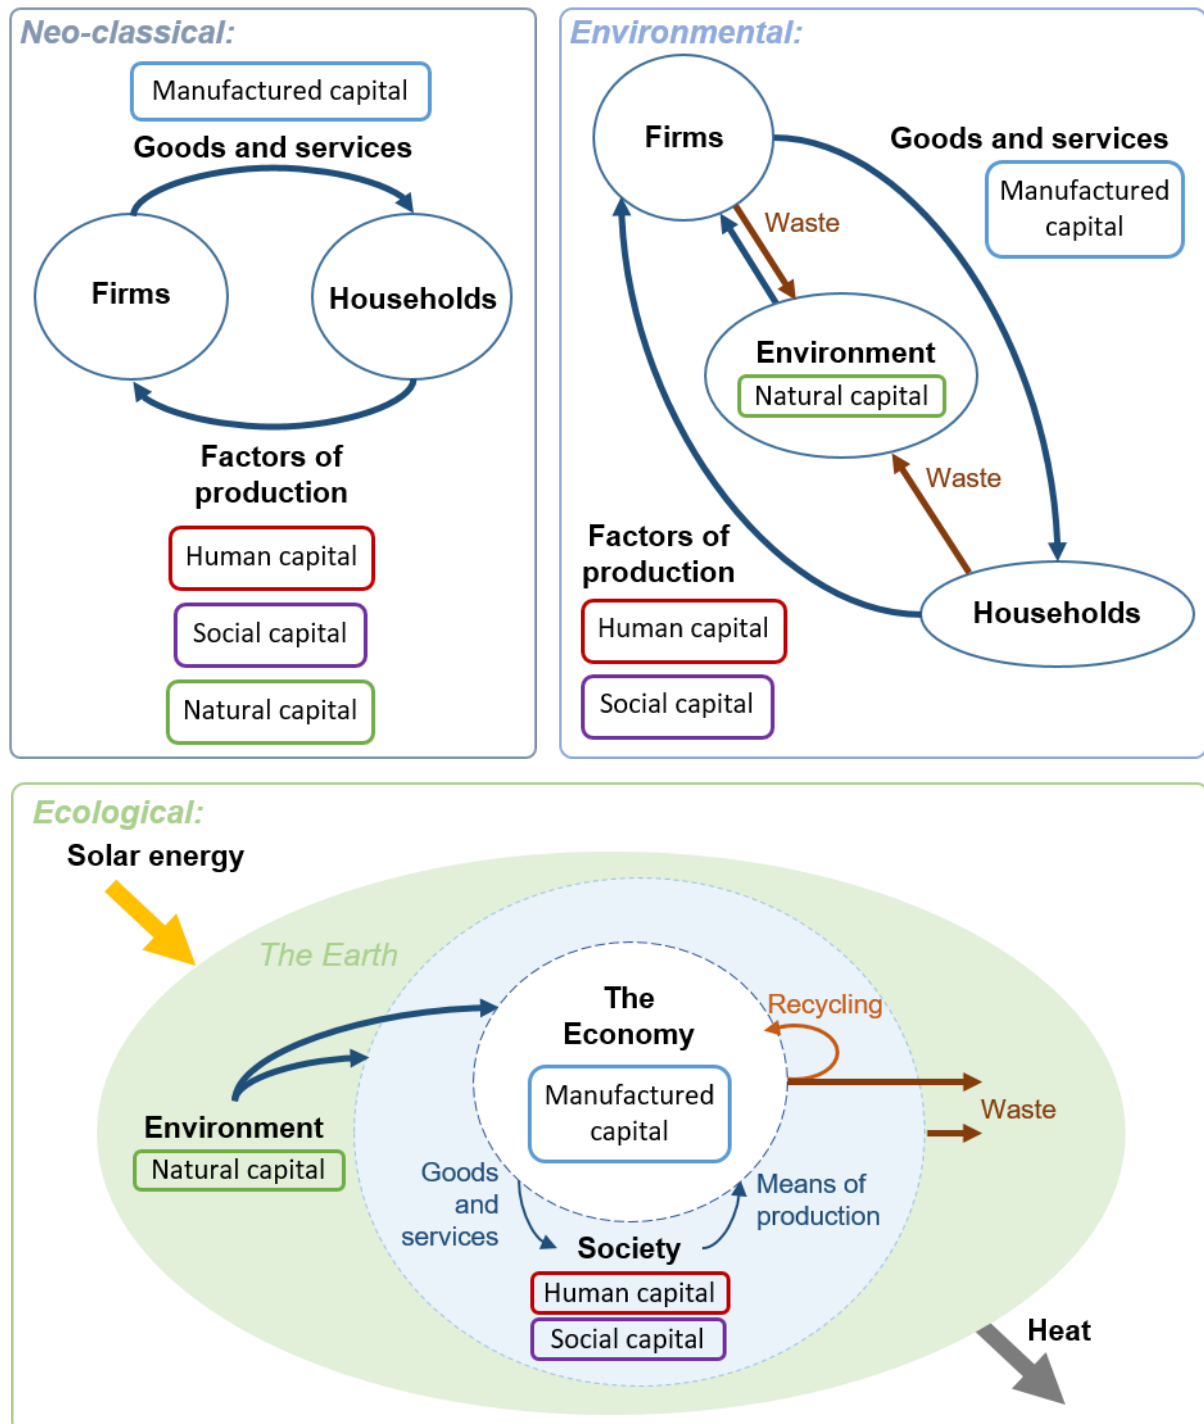 Neo-classical:
Manufactured capital
Goods and services
Firms
Households
Factors of
production
Human capital
Social capital
Natural capital
Environmental:
Firms
Goods and services
Manufactured
capital
Waste
Environment
Natural capital
Waste
Factors of
production
Human capital
Social capital
Households
Ecological:
Solar energy
The Earth
The
Economy
Recycling
Manufactured
capital
Waste
Environment
Natural capital
Goods
and
services
Means of
production
Society
Human capital
Social capital
Heat